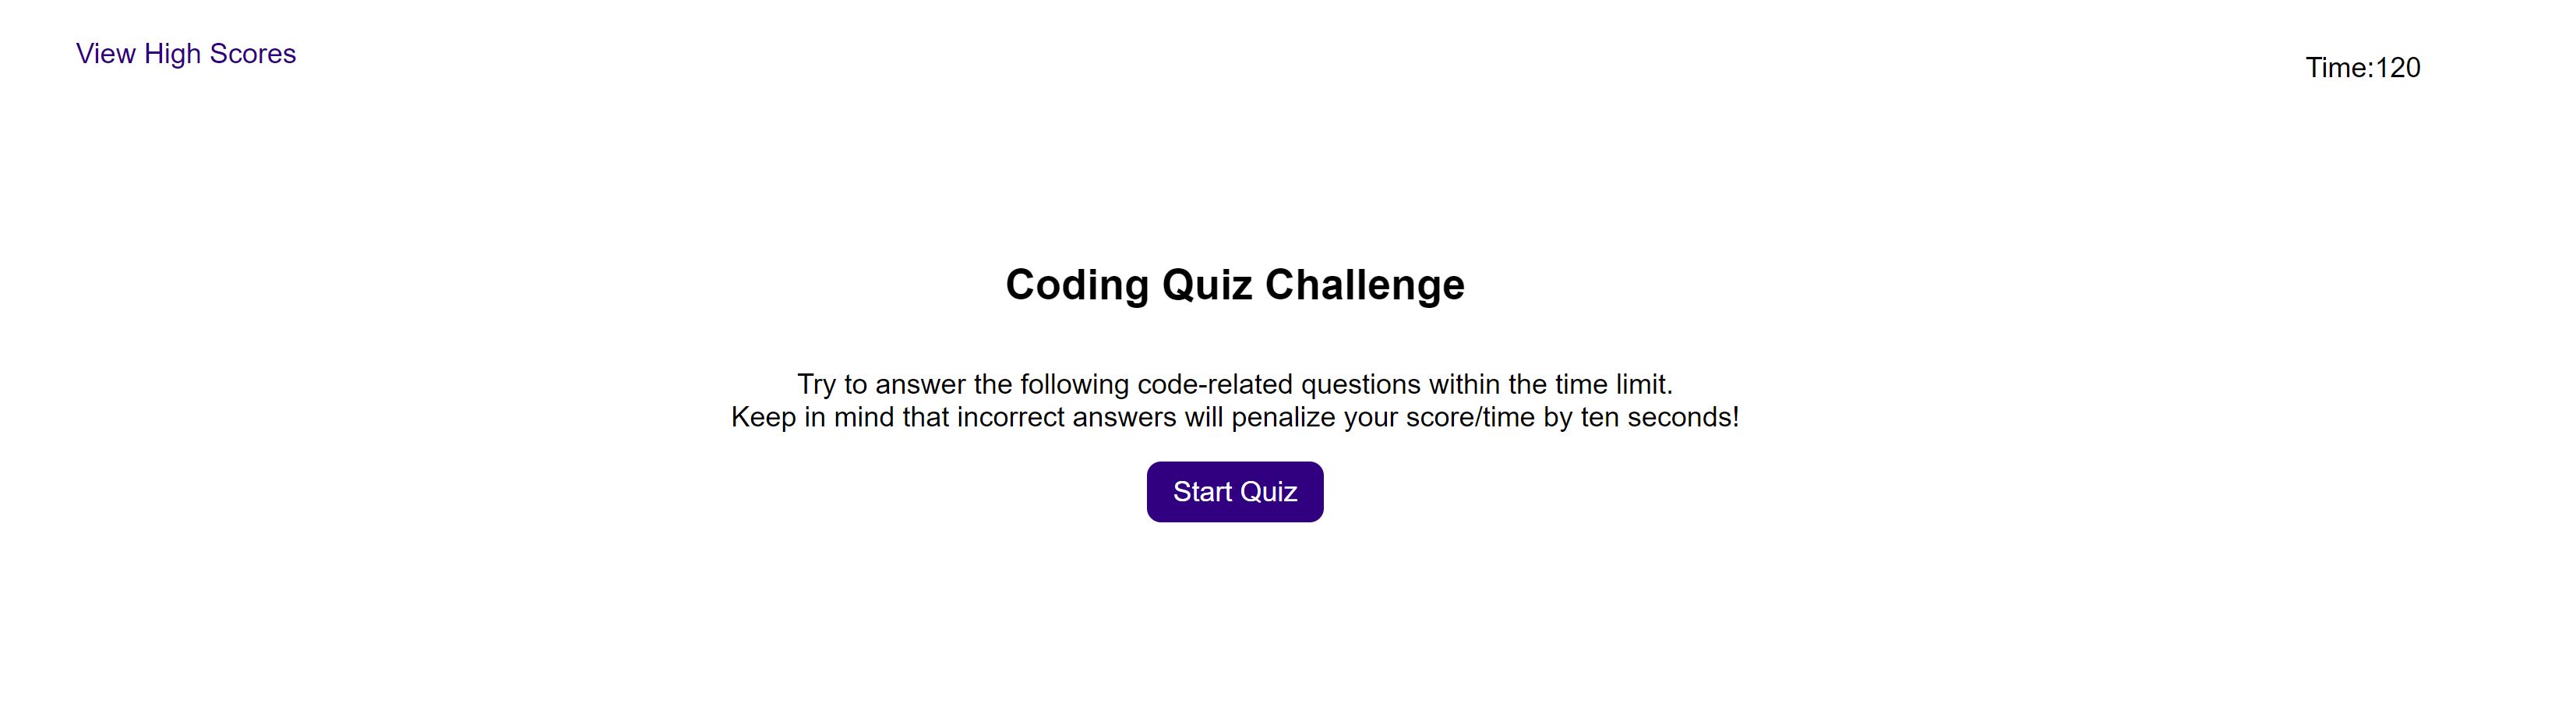 View High Scores
Time:120
Coding Quiz Challenge
Try to answer the following code-related questions within the time limit.
Keep in mind that incorrect answers will penalize your score/time by ten seconds!
Start Quiz